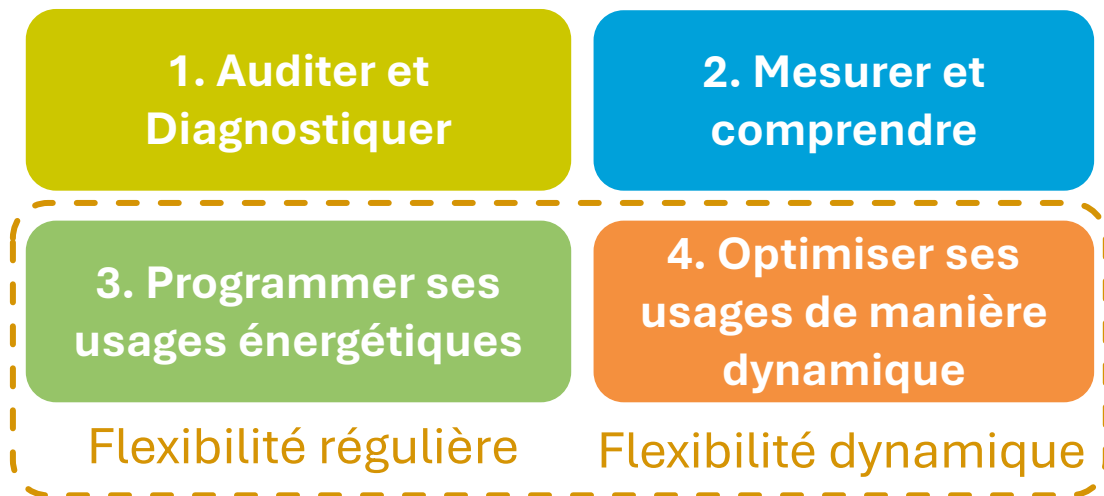 1. Auditer et
Diagnostiquer
2. Mesurer et
comprendre
3. Programmer ses
usages énergétiques
4. Optimiser ses
usages de manière
dynamique
Flexibilité régulière
Flexibilité dynamique